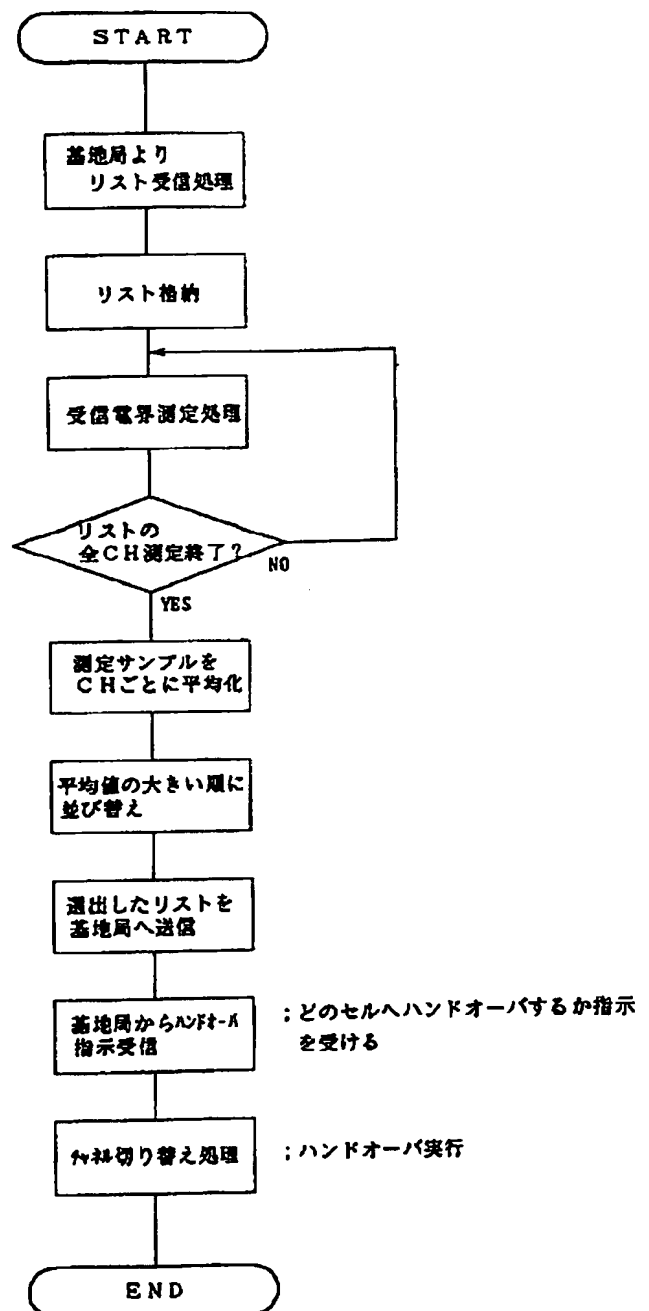 START
基地局より
リスト受信処理
リスト格納
受信電界測定処理
リストの
全CH測定終了?
NO
YES
測定サンプルを
CHごとに平均化
平均値の大きい順に
並び替え
選出したリストを
基地局へ送信
基地局からハンドオーバ
指示受信
;どのセルへハンドオーバするか指示
を受ける
チャネル切り替え処理
;ハンドオーバ実行
END